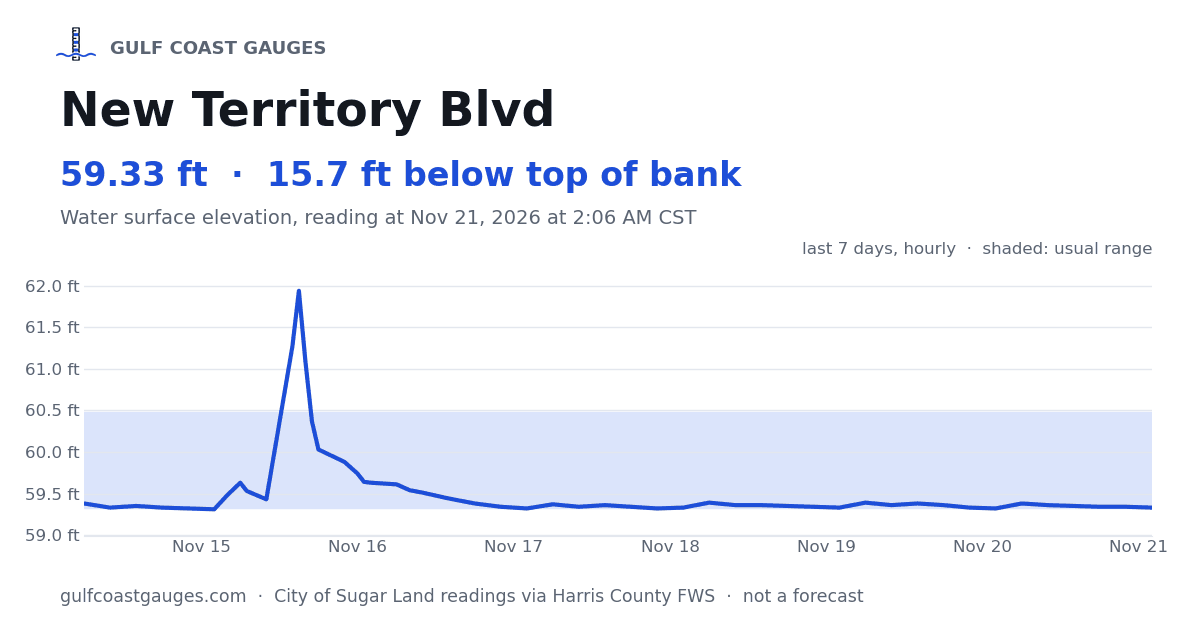 GULF COAST GAUGES
New Territory Blvd
59.33 ft · 15.7 ft below top of bank
Water surface elevation, reading at Nov 21, 2026 at 2:06 AM CST
last 7 days, hourly · shaded: usual range
62.0 ft
61.5 ft
61.0 ft
60.5 ft
60.0 ft
59.5 ft
59.0 ft
Nov 15 Nov 16 Nov 17 Nov 18 Nov 19 Nov 20 Nov 21
gulfcoastgauges.com · City of Sugar Land readings via Harris County FWS · not a forecast